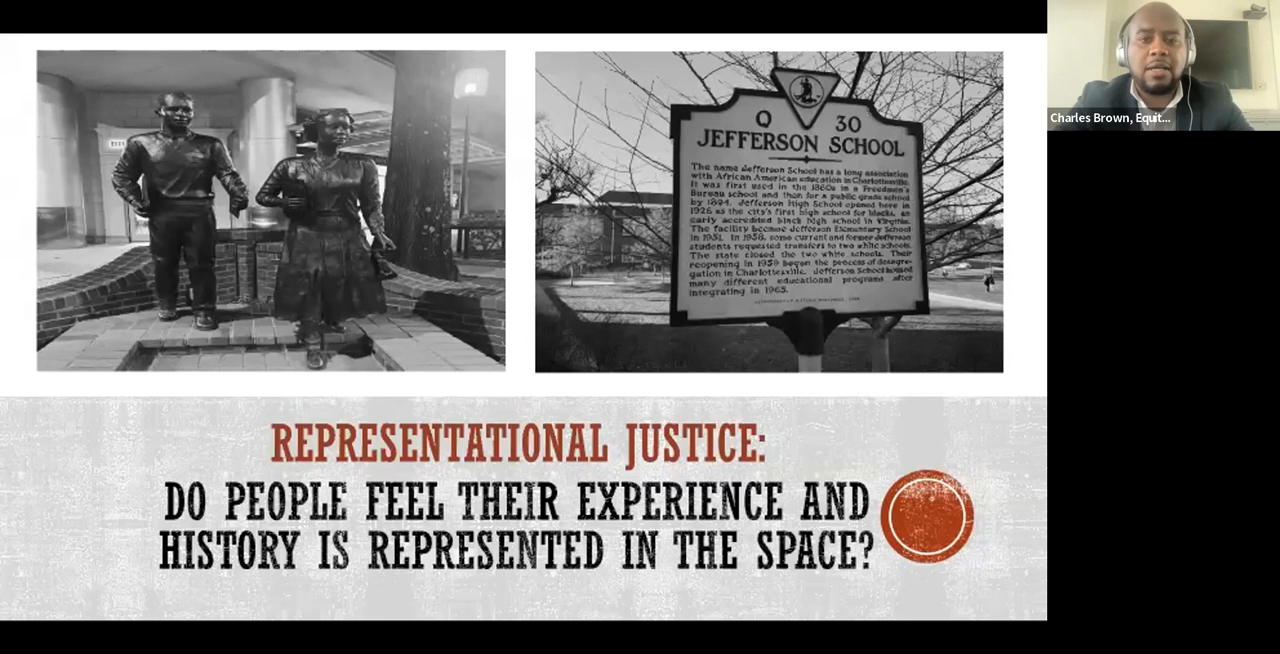 Q 30
JEFFERSON SCHOOL
The name Jefferson School has a long association
with African American education in Charlottesville.
It was first used in the 1860s in a Freedmen's
Bureau school and then for a public grade school
by 1894. Jefferson High School opened here in
1926 as the city's first high school for blacks, an
early accredited black high school in Virginia.
The facility became Jefferson Elementary School
in 1951. In 1958, some current and former Jefferson
students requested transfers to two white schools.
The state closed the two white schools. Their
reopening in 1959 began the process of desegre-
gation in Charlottesville. Jefferson School housed
many different educational programs after
integrating in 1965.
Charles Brown, Equit...
REPRESENTATIONAL JUSTICE:
DO PEOPLE FEEL THEIR EXPERIENCE AND
HISTORY IS REPRESENTED IN THE SPACE?